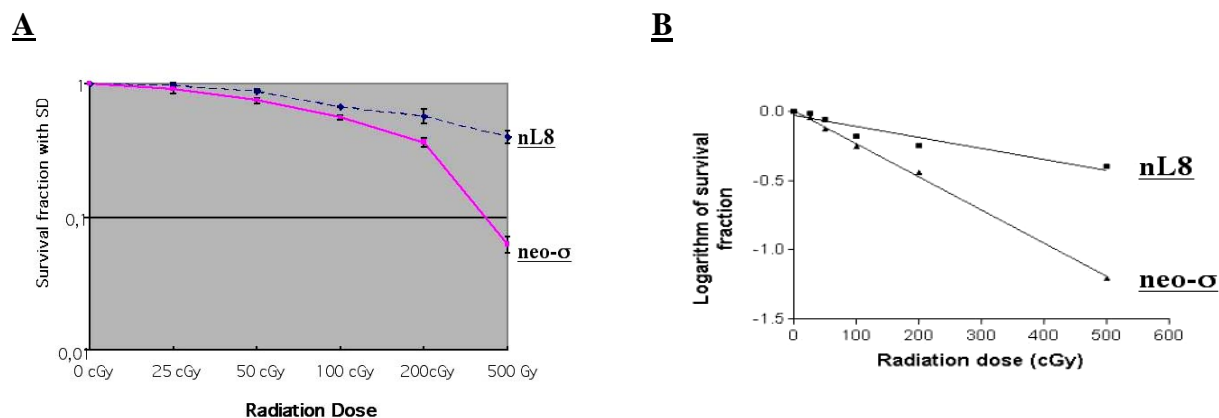 A
Survival fraction with SD
1
0,1
0,01
nL8
neo-σ
0 cGy 25 cGy 50 cGy 100 cGy 200cGy 500 Gy
Radiation Dose
B
Logarithm of survival
fraction
0.0
-0.5
-1.0
-1.5
nL8
neo-σ
0 100 200 300 400 500 600
Radiation dose (cGy)